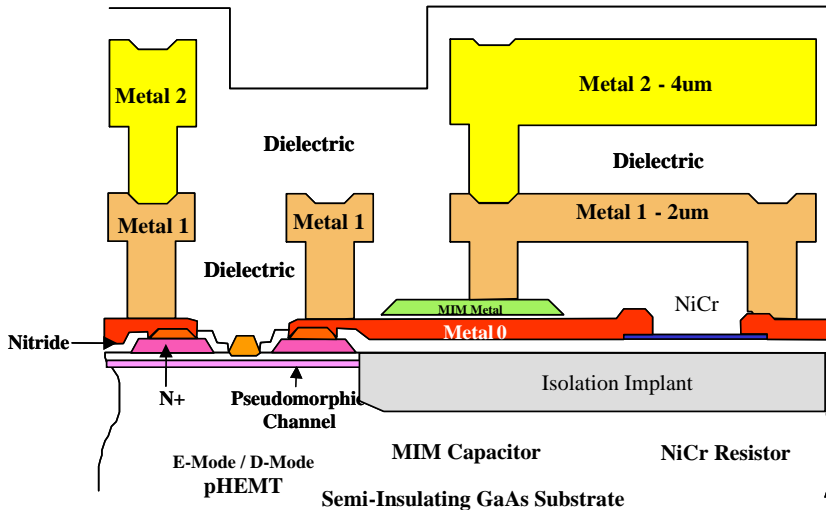 Metal 2
Metal 2 - 4um
Dielectric
Dielectric
Metal 1
Metal 1
Metal 1 - 2um
Dielectric
MIM Metal
NiCr
Metal 0
Nitride
Isolation Implant
N+
Pseudomorphic
Channel
MIM Capacitor
NiCr Resistor
E-Mode / D-Mode
pHEMT
Semi-Insulating GaAs Substrate